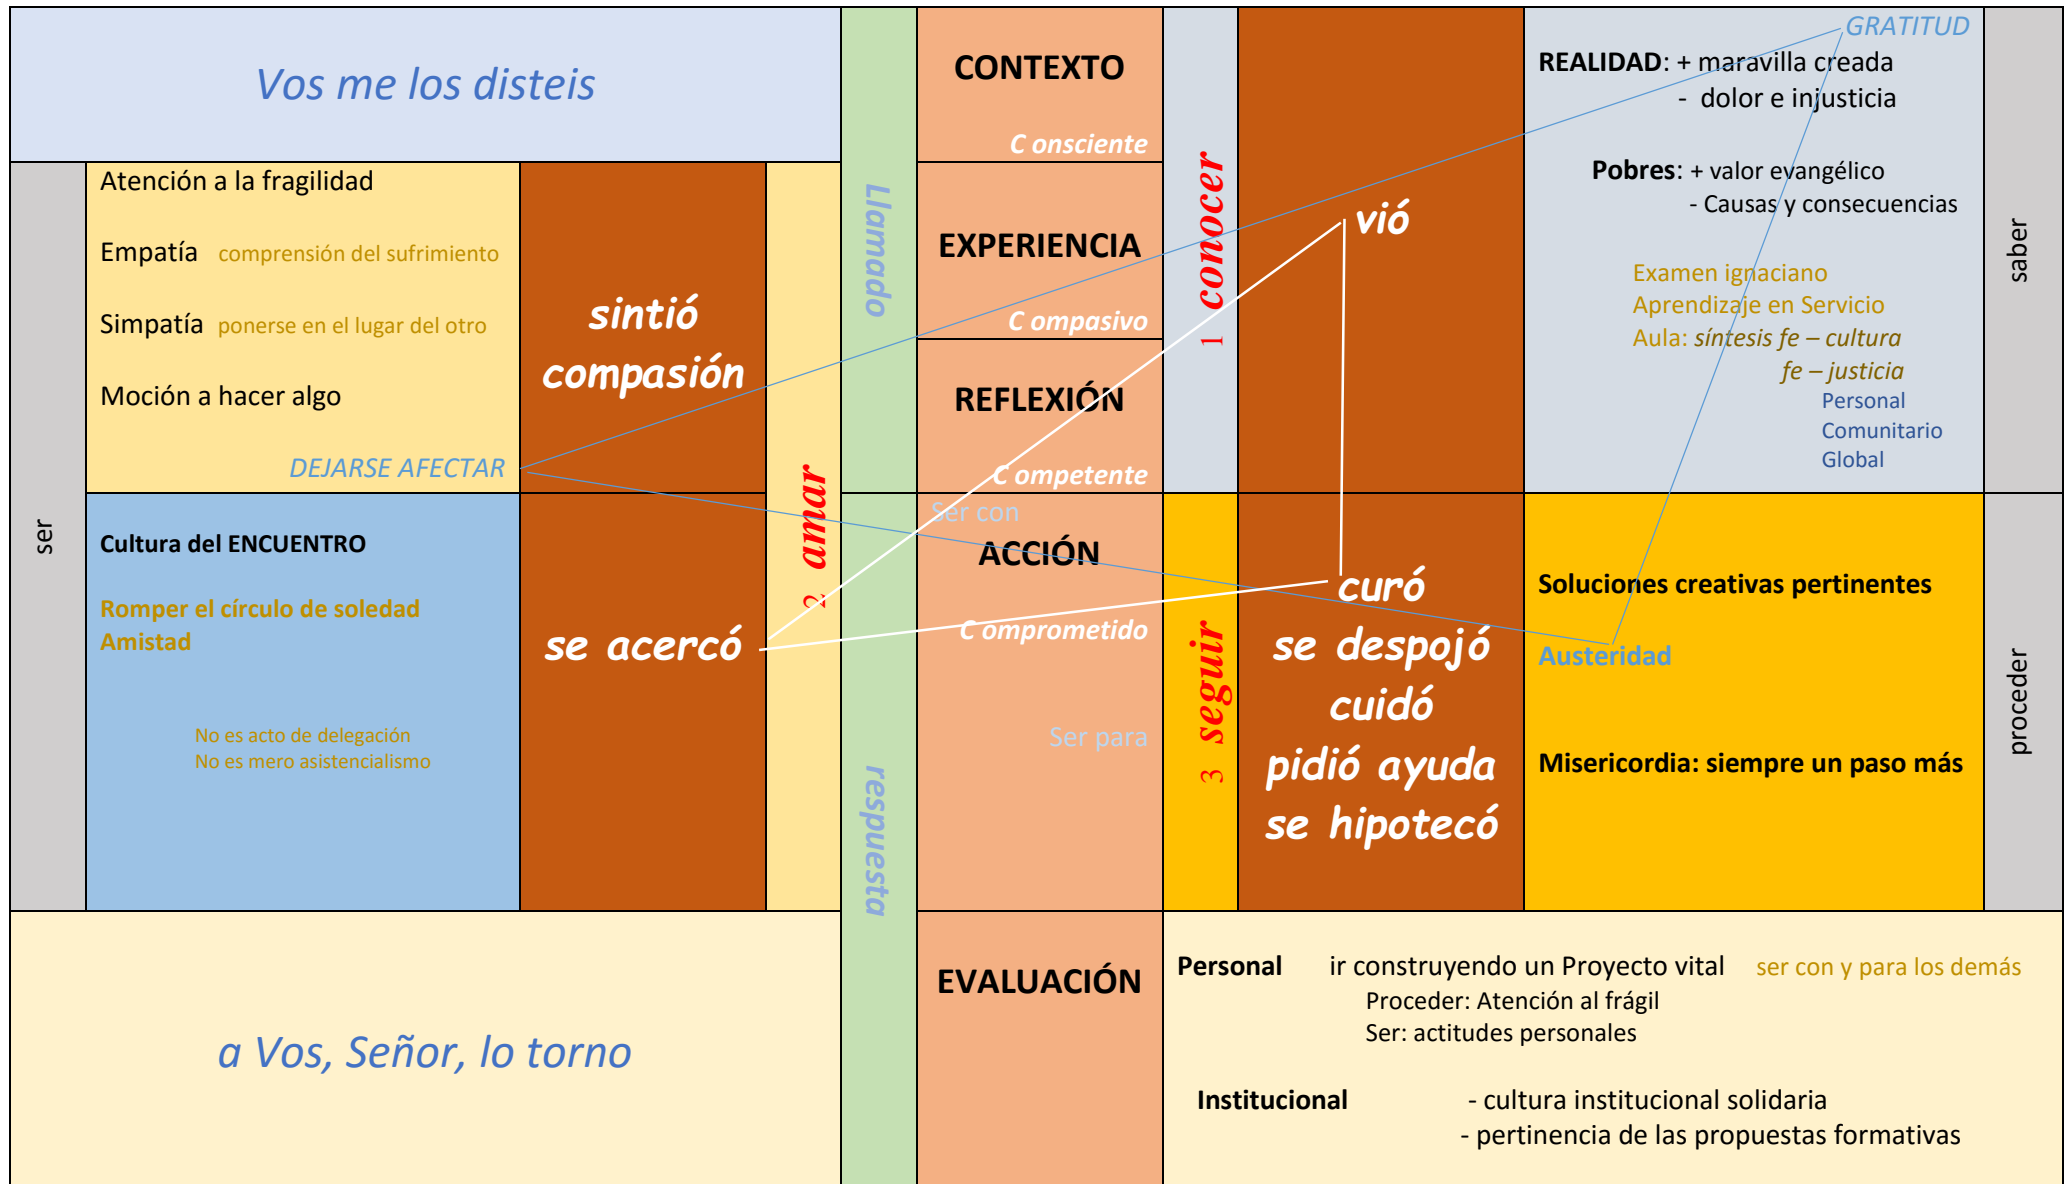 Vos me los disteis
ser
Atención a la fragilidad
Empatía comprensión del sufrimiento
Simpatía ponerse en el lugar del otro
Moción a hacer algo
DEJARSE AFECTAR
sintió
compasión
Cultura del ENCUENTRO
Romper el círculo de soledad
Amistad
No es acto de delegación
No es mero asistencialismo
se acercó
2 amar
Llamado
respuesta
CONTEXTO
C onsciente
EXPERIENCIA
C ompasivo
REFLEXIÓN
C ompetente
Ser con
ACCIÓN
C omprometido
Ser para
1 conocer
3 seguir
vió
curó
se despojó
cuidó
pidió ayuda
se hipotecó
GRATITUD
REALIDAD: + maravilla creada
- dolor e injusticia
Pobres: + valor evangélico
- Causas y consecuencias
Examen ignaciano
Aprendizaje en Servicio
Aula: síntesis fe – cultura
fe – justicia
Personal
Comunitario
Global
saber
Soluciones creativas pertinentes
Austeridad
Misericordia: siempre un paso más
proceder
a Vos, Señor, lo torno
EVALUACIÓN
Personal ir construyendo un Proyecto vital ser con y para los demás
Proceder: Atención al frágil
Ser: actitudes personales
Institucional - cultura institucional solidaria
- pertinencia de las propuestas formativas